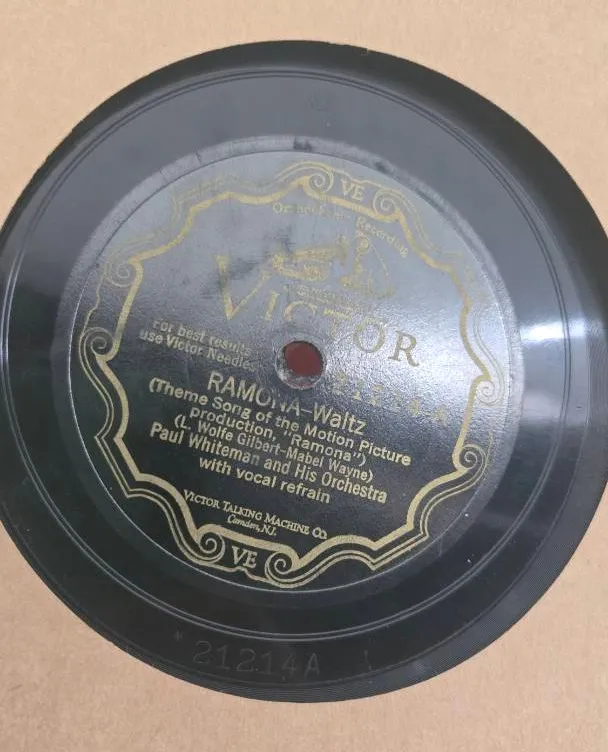 VE
Orthophonic Recording
VICTOR
For best results
use Victor Needles
21214-A
RAMONA-Waltz
(Theme Song of the Motion Picture
production, "Ramona")
(L. Wolfe Gilbert-Mabel Wayne)
Paul Whiteman and His Orchestra
with vocal refrain
VICTOR TALKING MACHINE CO.
Camden, N.J.
VE
21214A